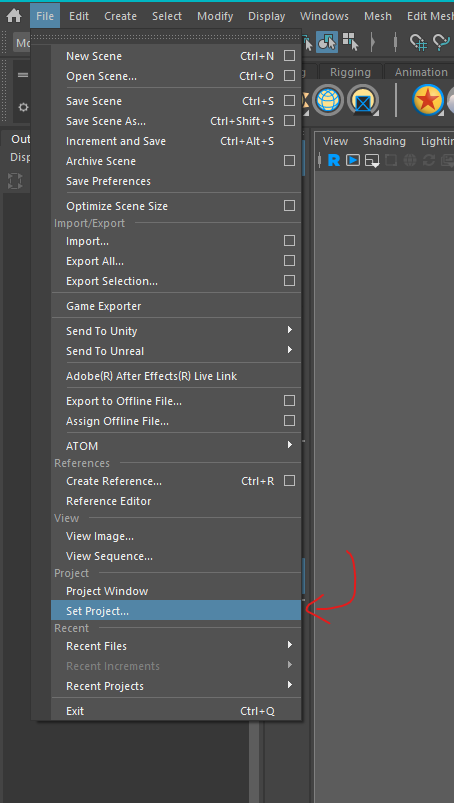 File Edit Create Select Modify Display Windows Mesh Edit Mes
Mo
Rigging Animation
Out
Disp
View Shading Lightin
New Scene Ctrl+N
Open Scene... Ctrl+O
Save Scene Ctrl+S
Save Scene As... Ctrl+Shift+S
Increment and Save Ctrl+Alt+S
Archive Scene
Save Preferences
Optimize Scene Size
Import/Export
Import...
Export All...
Export Selection...
Game Exporter
Send To Unity
Send To Unreal
Adobe(R) After Effects(R) Live Link
Export to Offline File...
Assign Offline File...
ATOM
References
Create Reference... Ctrl+R
Reference Editor
View
View Image...
View Sequence...
Project
Project Window
Set Project...
Recent
Recent Files
Recent Increments
Recent Projects
Exit Ctrl+Q